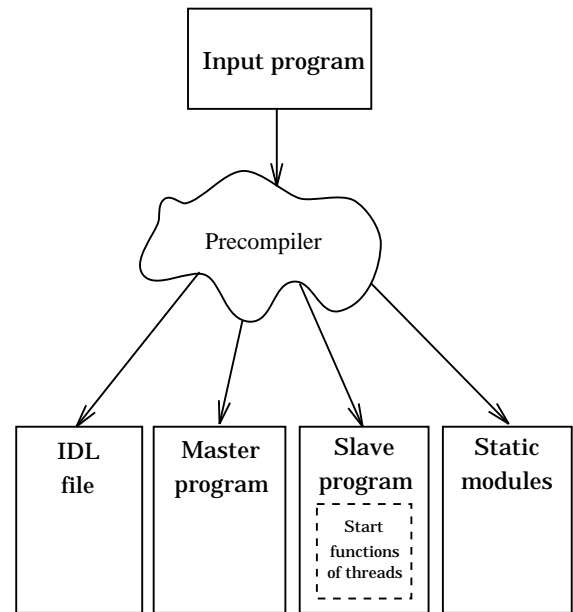 Input program
Precompiler
IDL
file
Master
program
Slave
program
Start
functions
of threads
Static
modules